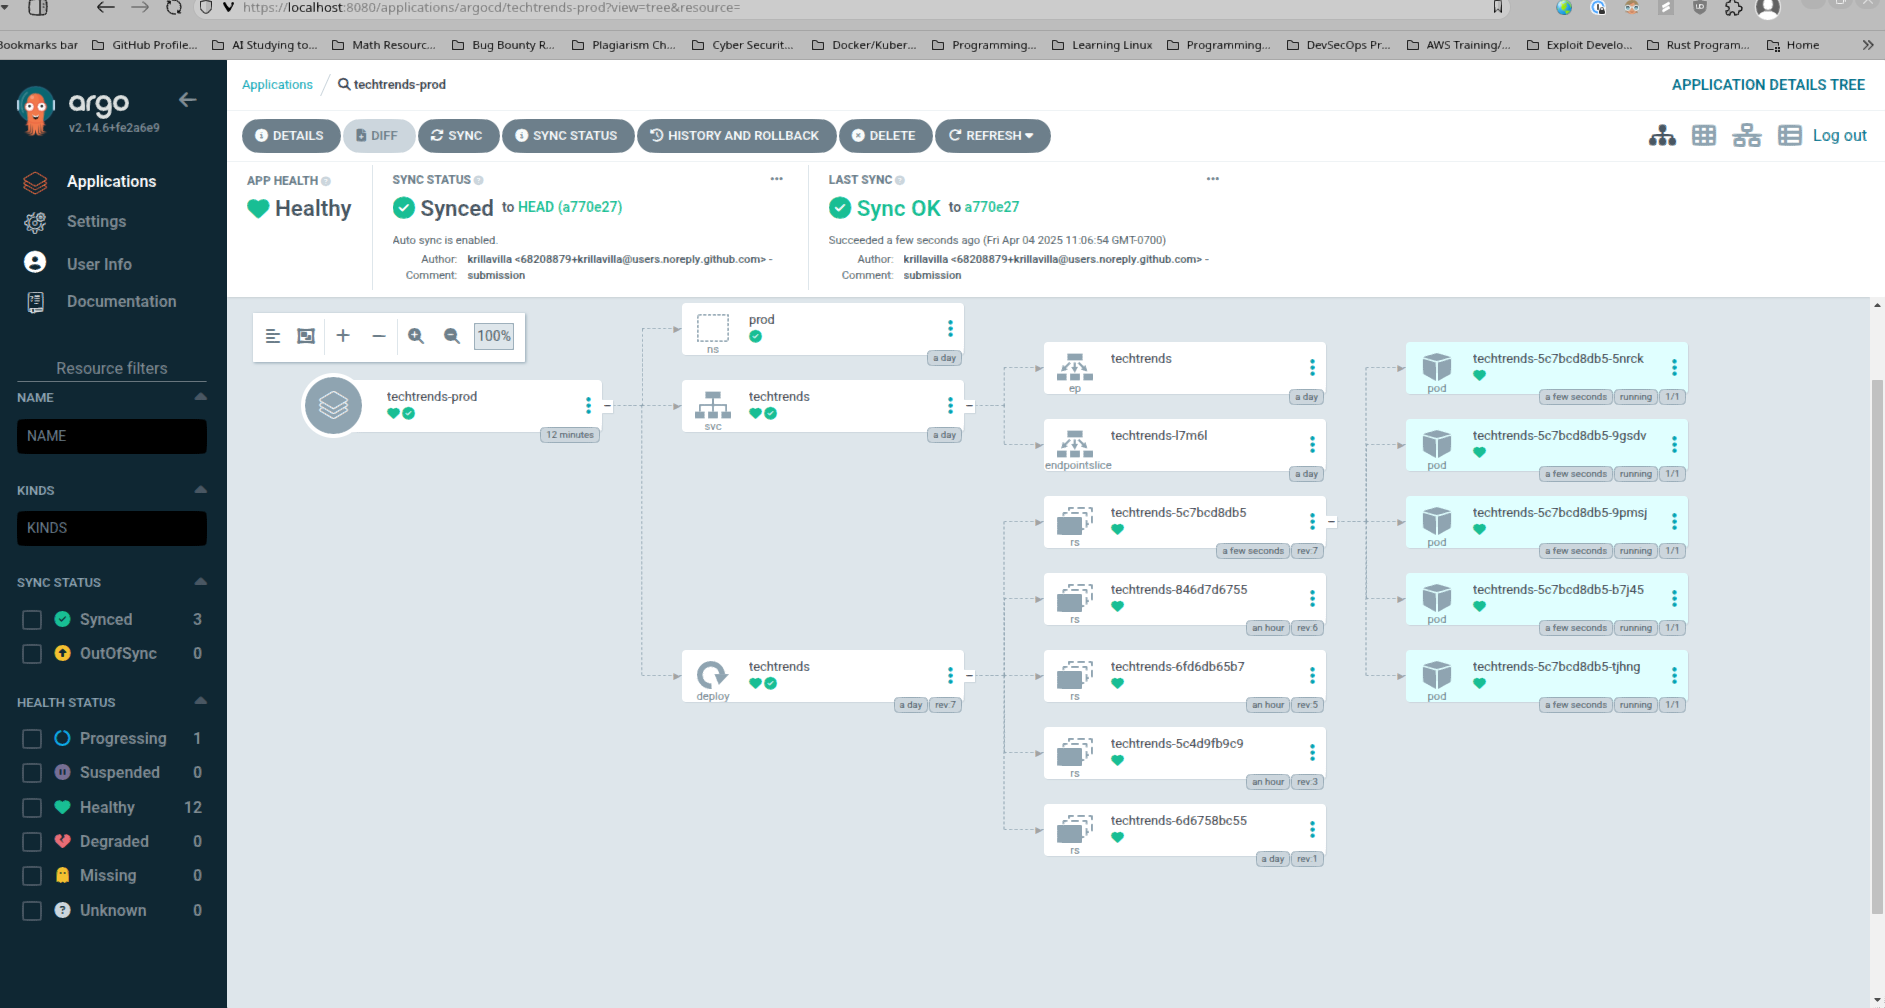 https://localhost:8080/applications/argocd/techtrends-prod?view=tree&resource=
Bookmarks bar GitHub Profile... AI Studying to... Math Resourc... Bug Bounty R... Plagiarism Ch... Cyber Securit... Docker/Kuber... Programming... Learning Linux Programming... DevSecOps Pr... AWS Training/... Exploit Develo... Rust Program... Home
argo
v2.14.6+fe2a6e9
Applications
Settings
User Info
Documentation
Resource filters
NAME
NAME
KINDS
KINDS
SYNC STATUS
Synced 3
OutOfSync 0
HEALTH STATUS
Progressing 1
Suspended 0
Healthy 12
Degraded 0
Missing 0
Unknown 0
Applications / techtrends-prod
APPLICATION DETAILS TREE
DETAILS DIFF SYNC SYNC STATUS HISTORY AND ROLLBACK DELETE REFRESH
Log out
APP HEALTH
Healthy
SYNC STATUS
Synced to HEAD (a770e27)
Auto sync is enabled.
Author: krillavilla <68208879+krillavilla@users.noreply.github.com> -
Comment: submission
LAST SYNC
Sync OK to a770e27
Succeeded a few seconds ago (Fri Apr 04 2025 11:06:54 GMT-0700)
Author: krillavilla <68208879+krillavilla@users.noreply.github.com> -
Comment: submission
100%
techtrends-prod
12 minutes
prod
ns
a day
techtrends
svc
a day
techtrends
deploy
a day rev:7
techtrends
ep
a day
techtrends-l7m6l
endpointslice
a day
techtrends-5c7bcd8db5
rs
a few seconds rev:7
techtrends-846d7d6755
rs
an hour rev:6
techtrends-6fd6db65b7
rs
an hour rev:5
techtrends-5c4d9fb9c9
rs
an hour rev:3
techtrends-6d6758bc55
rs
a day rev:1
techtrends-5c7bcd8db5-5nrck
pod
a few seconds running 1/1
techtrends-5c7bcd8db5-9gsdv
pod
a few seconds running 1/1
techtrends-5c7bcd8db5-9pmsj
pod
a few seconds running 1/1
techtrends-5c7bcd8db5-b7j45
pod
a few seconds running 1/1
techtrends-5c7bcd8db5-tjhng
pod
a few seconds running 1/1